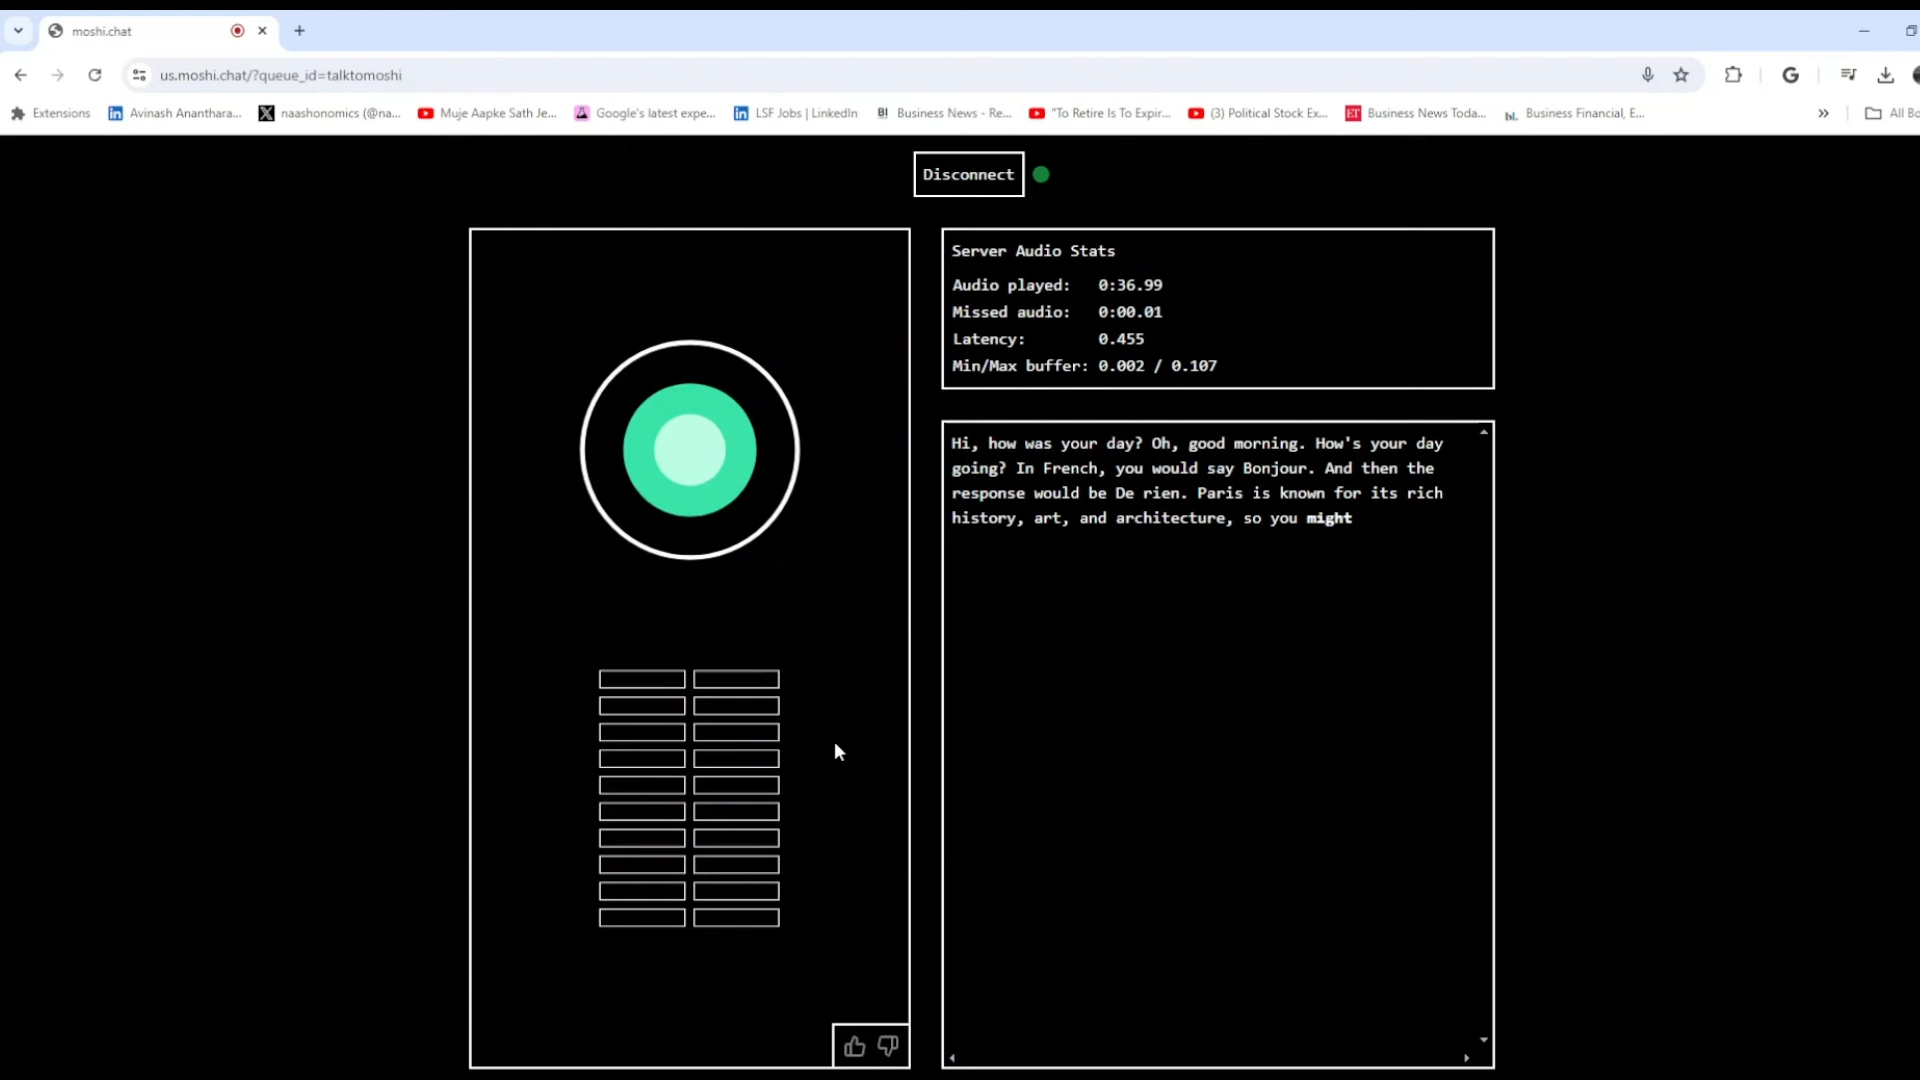 moshi.chat
us.moshi.chat/?queue_id=talktomoshi
Extensions
Avinash Ananthara...
naashonomics (@na...
Muje Aapke Sath Je...
Google's latest expe...
LSF Jobs | LinkedIn
Business News - Re...
"To Retire Is To Expir...
(3) Political Stock Ex...
ET
Business News Toda...
bl.
Business Financial, E...
»
All Bo
Disconnect
Server Audio Stats
Audio played: 0:36.99
Missed audio: 0:00.01
Latency: 0.455
Min/Max buffer: 0.002 / 0.107
Hi, how was your day? Oh, good morning. How's your day
going? In French, you would say Bonjour. And then the
response would be De rien. Paris is known for its rich
history, art, and architecture, so you might